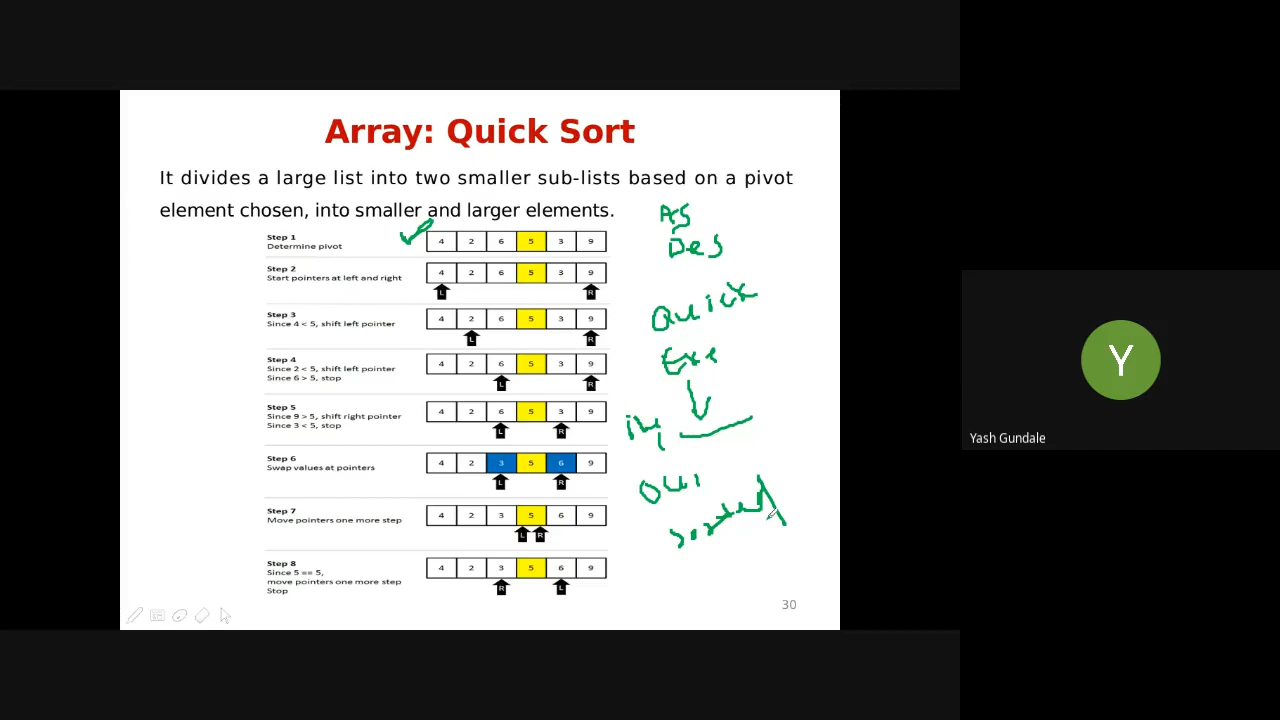 Array: Quick Sort
It divides a large list into two smaller sub-lists based on a pivot
element chosen, into smaller and larger elements.
Step 1
Determine pivot
4 2 6 5 3 9
Step 2
Start pointers at left and right
4 2 6 5 3 9
L R
Step 3
Since 4 < 5, shift left pointer
4 2 6 5 3 9
L R
Step 4
Since 2 < 5, shift left pointer
Since 6 > 5, stop
4 2 6 5 3 9
L R
Step 5
Since 9 > 5, shift right pointer
Since 3 < 5, stop
4 2 6 5 3 9
L R
Step 6
Swap values at pointers
4 2 3 5 6 9
L R
Step 7
Move pointers one more step
4 2 3 5 6 9
L R
Step 8
Since 5 == 5,
move pointers one more step
Stop
4 2 3 5 6 9
R L
AS
Des
Quick
Exe
Qui
sorted
30
Y
Yash Gundale